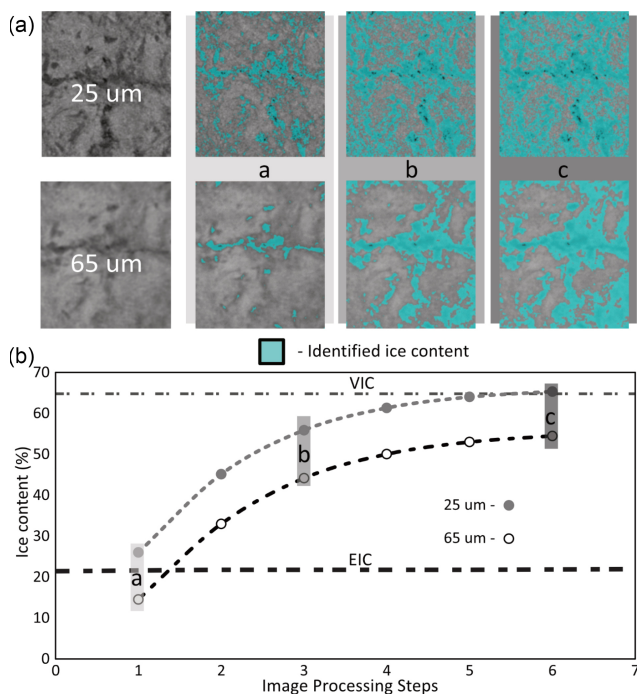 (a)
25 um
a
b
c
65 um
- Identified ice content
(b)
70
60
50
40
30
20
10
0
Ice content (%)
VIC
EIC
a
b
c
25 um -
65 um -
0 1 2 3 4 5 6 7
Image Processing Steps